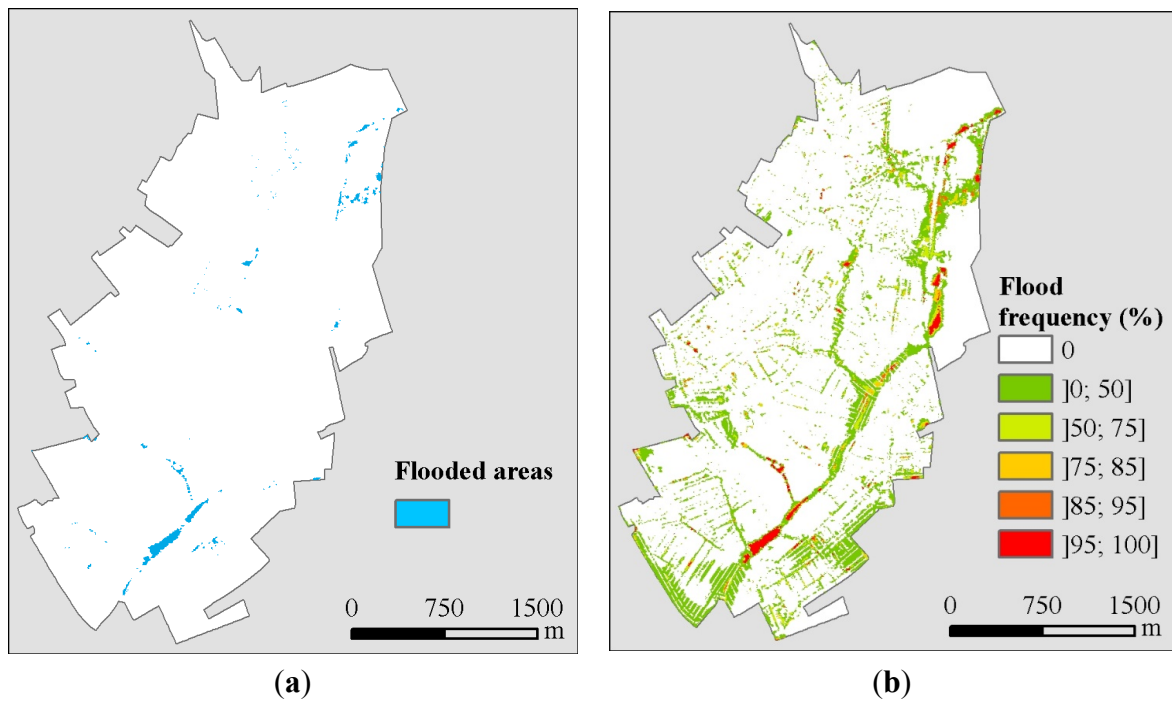 Flooded areas
0 750 1500
m
(a)
Flood
frequency (%)
0
]0; 50]
]50; 75]
]75; 85]
]85; 95]
]95; 100]
0 750 1500
m
(b)